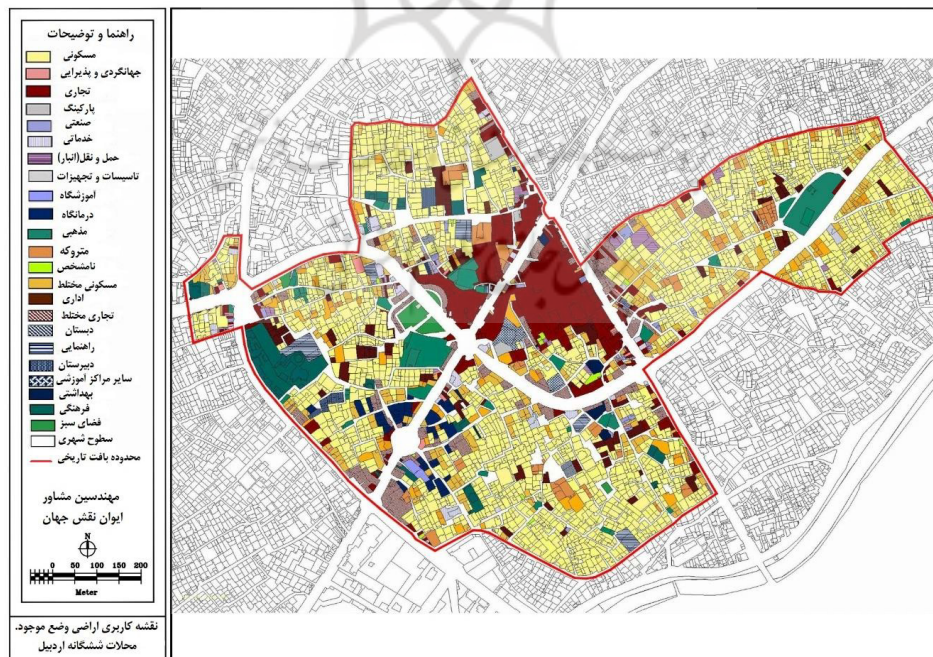 راهنما و توضیحات
مسکونی
جهانگردی و پذیرایی
تجاری
پارکینگ
صنعتی
خدماتی
حمل و نقل(انبار)
تاسیسات و تجهیزات
آموزشگاه
درمانگاه
مذهبی
متروکه
نامشخص
مسکونی مختلط
اداری
تجاری مختلط
دبستان
راهنمایی
دبیرستان
سایر مراکز آموزشی
بهداشتی
فرهنگی
فضای سبز
سطوح شهری
محدوده بافت تاریخی
مهندسین مشاور
ایوان نقش جهان
N
0 50 100 150 200
Meter
نقشه کاربری اراضی وضع موجود.
محلات ششگانه اردبیل